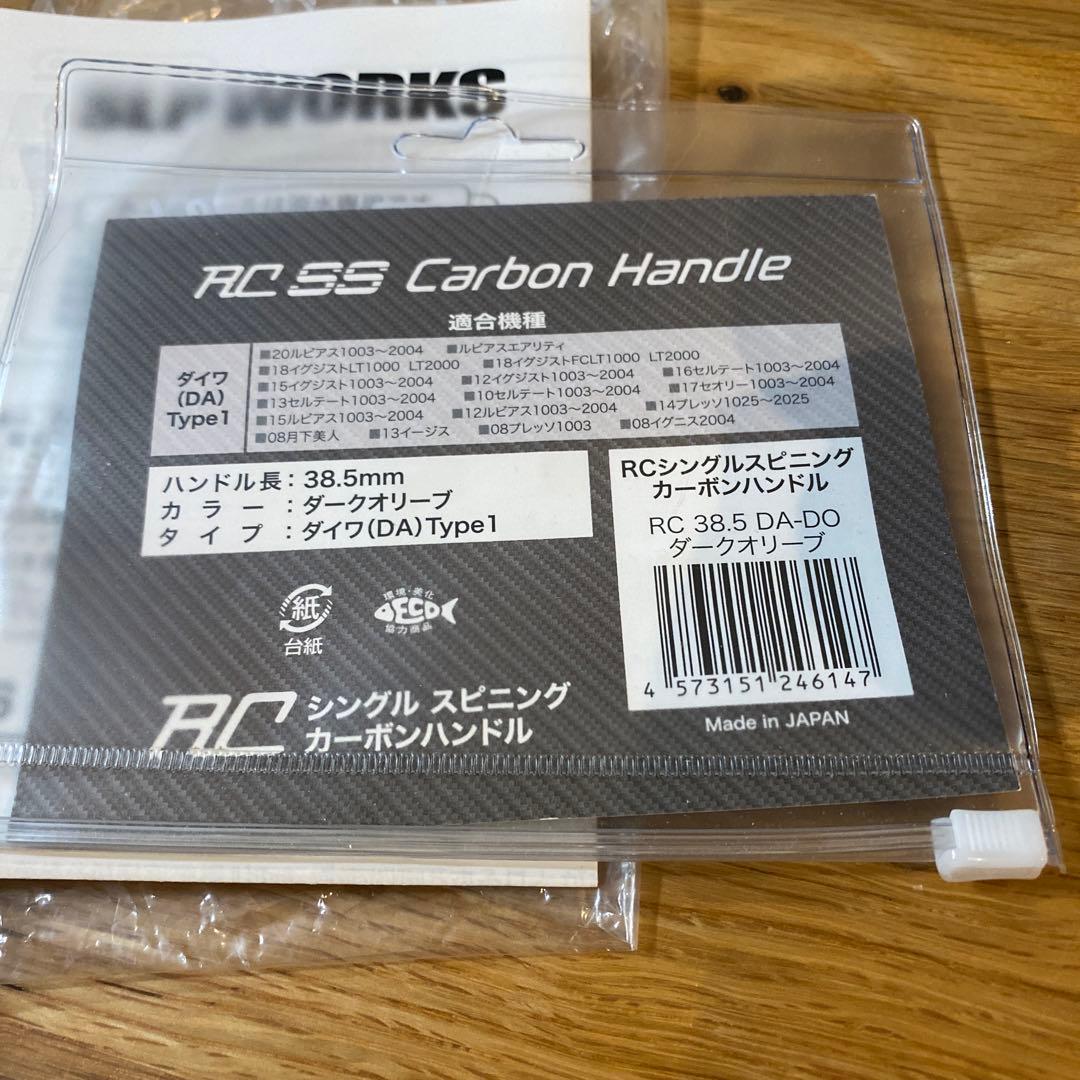 WORKS
RC SS Carbon Handle
適合機種
ダイワ
(DA)
Type1
■20ルビアス1003〜2004 ■ルビアスエアリティ
■18イグジストLT1000 LT2000 ■18イグジストFCLT1000 LT2000
■15イグジスト1003〜2004 ■12イグジスト1003〜2004 ■16セルテート1003〜2004
■13セルテート1003〜2004 ■10セルテート1003〜2004 ■17セオリー1003〜2004
■15ルビアス1003〜2004 ■12ルビアス1003〜2004 ■14プレッソ1025〜2025
■08月下美人 ■13イージス ■08プレッソ1003 ■08イグニス2004
ハンドル長：38.5mm
カラー：ダークオリーブ
タイプ：ダイワ(DA)Type1
RCシングルスピニング
カーボンハンドル
RC 38.5 DA-DO
ダークオリーブ
4 573151 246147
Made in JAPAN
紙
台紙
環境・美化
ECO
協力商品
RC シングル スピニング
カーボンハンドル